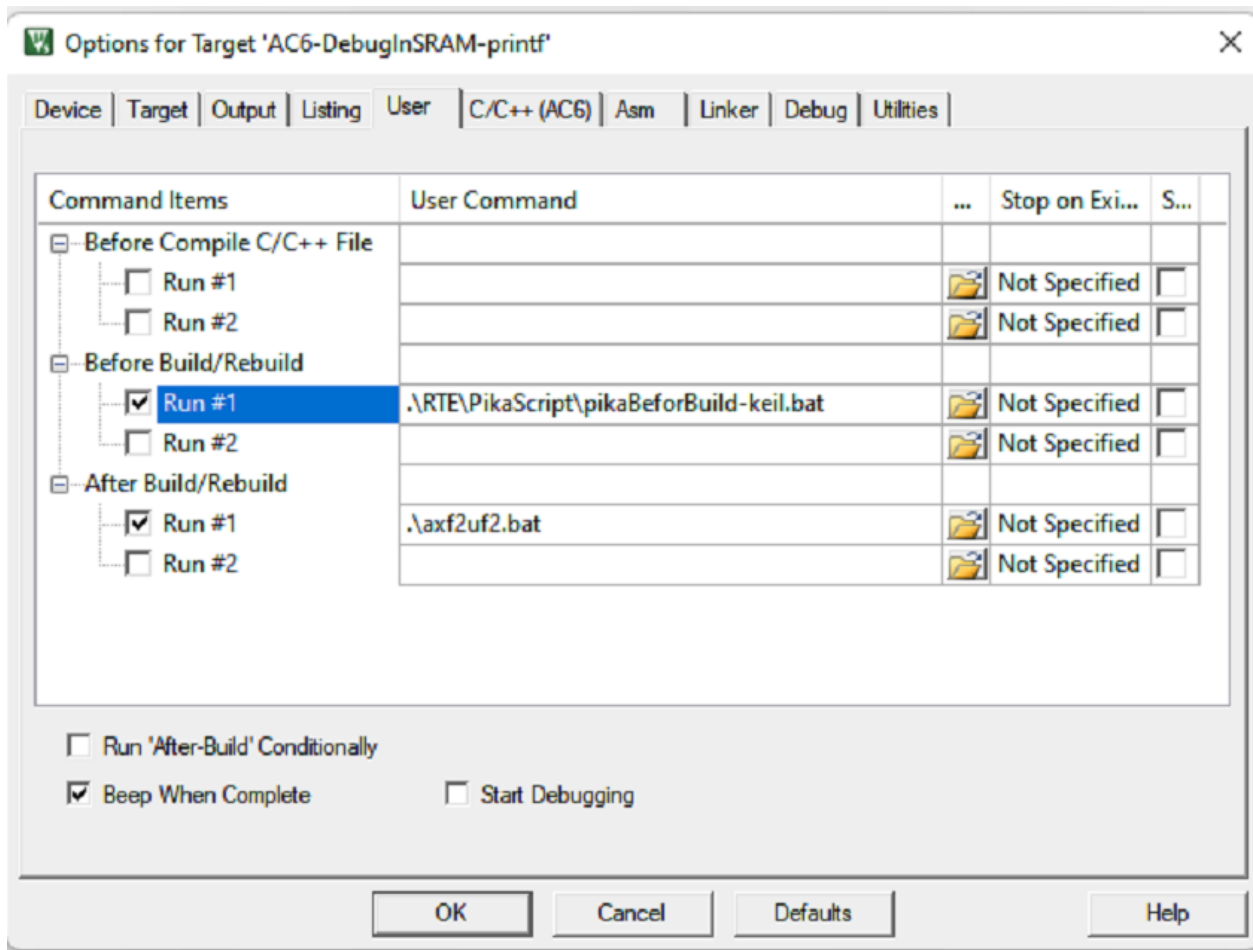 Options for Target 'AC6-DebugInSRAM-printf'
Device Target Output Listing User C/C++ (AC6) Asm Linker Debug Utilities
Command Items User Command ... Stop on Exi... S...
Before Compile C/C++ File
Run #1 Not Specified
Run #2 Not Specified
Before Build/Rebuild
Run #1 .\RTE\PikaScript\pikaBeforBuild-keil.bat Not Specified
Run #2 Not Specified
After Build/Rebuild
Run #1 .\axf2uf2.bat Not Specified
Run #2 Not Specified
Run 'After-Build' Conditionally
Beep When Complete Start Debugging
OK Cancel Defaults Help